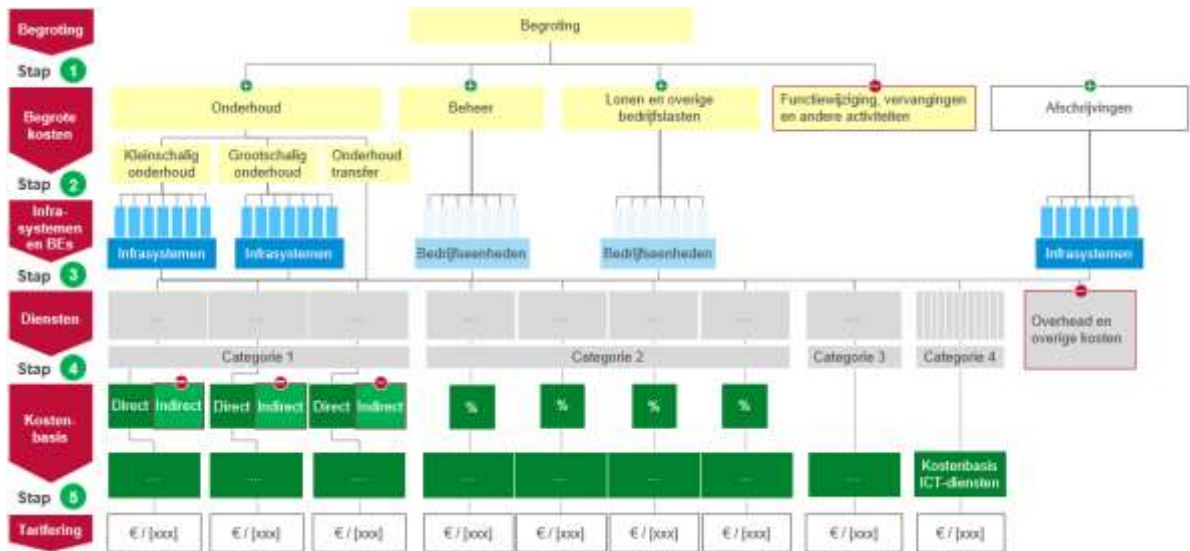 Begroting
Begroting
Stap 1
Begrote
kosten
Onderhoud
Beheer
Lonen en overige
bedrijfslasten
Functiewijziging, vervangingen
en andere activiteiten
Afschrijvingen
Kleinschalig
onderhoud
Grootschalig
onderhoud
Onderhoud
transfer
Stap 2
Infra-
systemen
en BEs
Infrasystemen
Infrasystemen
Bedrijfseenheden
Bedrijfseenheden
Infrasystemen
Stap 3
Diensten
...
...
...
...
...
...
...
...
Overhead en
overige kosten
Stap 4
Categorie 1
Categorie 2
Categorie 3
Categorie 4
Kosten-
basis
Direct Indirect
Direct Indirect
Direct Indirect
%
%
%
%
...
...
...
...
...
...
...
...
Kostenbasis
ICT-diensten
Stap 5
Tarifering
€ / [xxx]
€ / [xxx]
€ / [xxx]
€ / [xxx]
€ / [xxx]
€ / [xxx]
€ / [xxx]
€ / [xxx]
€ / [xxx]